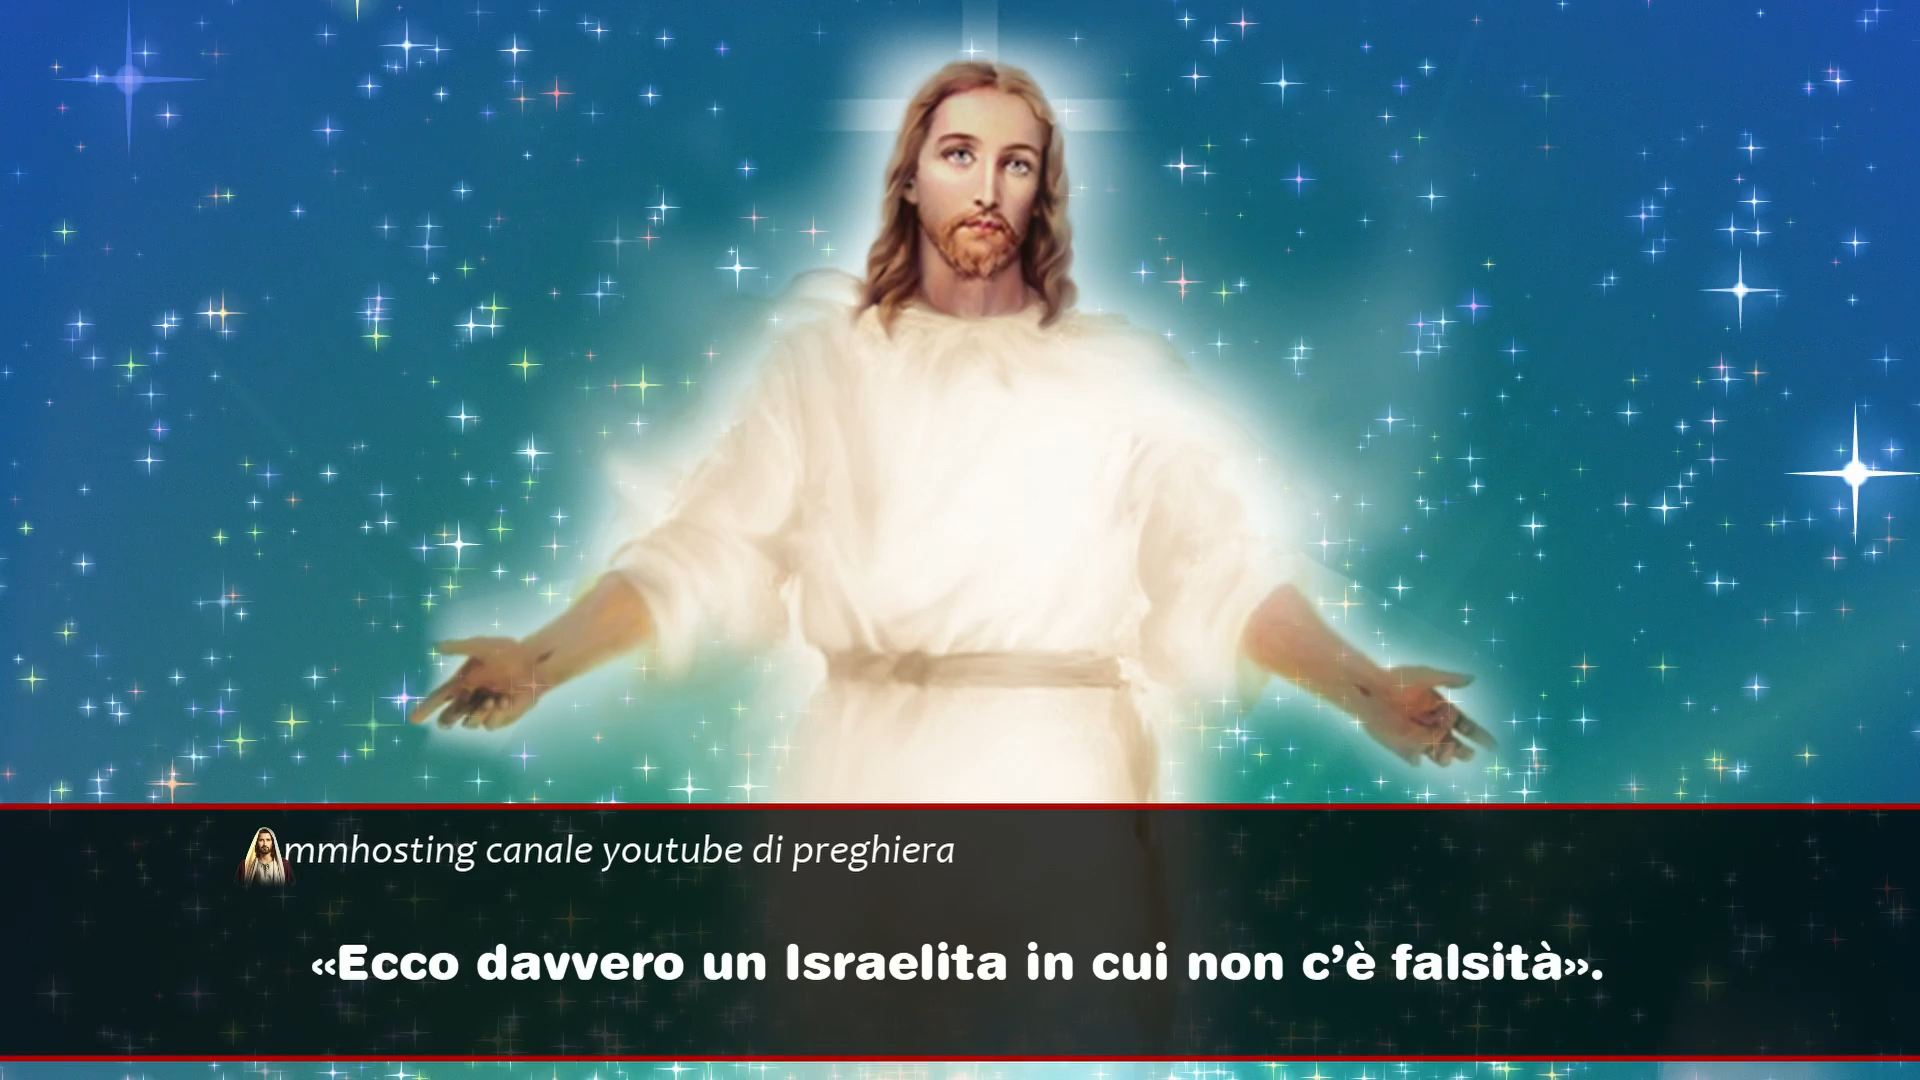 mmhosting canale youtube di preghiera
«Ecco davvero un Israelita in cui non c’è falsità».